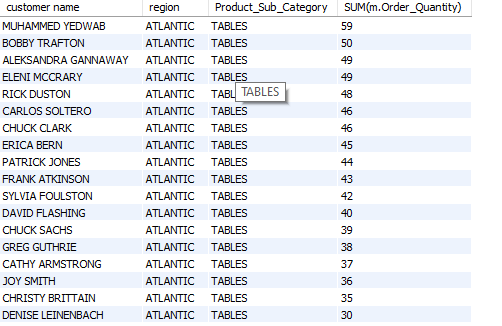 customer name region Product_Sub_Category SUM(m.Order_Quantity)
MUHAMMED YEDWAB ATLANTIC TABLES 59
BOBBY TRAFTON ATLANTIC TABLES 50
ALEKSANDRA GANNAWAY ATLANTIC TABLES 49
ELENI MCCRARY ATLANTIC TABLES 49
RICK DUSTON ATLANTIC TABLES 48
TABLES
CARLOS SOLTERO ATLANTIC TABLES 46
CHUCK CLARK ATLANTIC TABLES 46
ERICA BERN ATLANTIC TABLES 45
PATRICK JONES ATLANTIC TABLES 44
FRANK ATKINSON ATLANTIC TABLES 43
SYLVIA FOULSTON ATLANTIC TABLES 42
DAVID FLASHING ATLANTIC TABLES 40
CHUCK SACHS ATLANTIC TABLES 39
GREG GUTHRIE ATLANTIC TABLES 38
CATHY ARMSTRONG ATLANTIC TABLES 37
JOY SMITH ATLANTIC TABLES 36
CHRISTY BRITTAIN ATLANTIC TABLES 35
DENISE LEINENBACH ATLANTIC TABLES 30